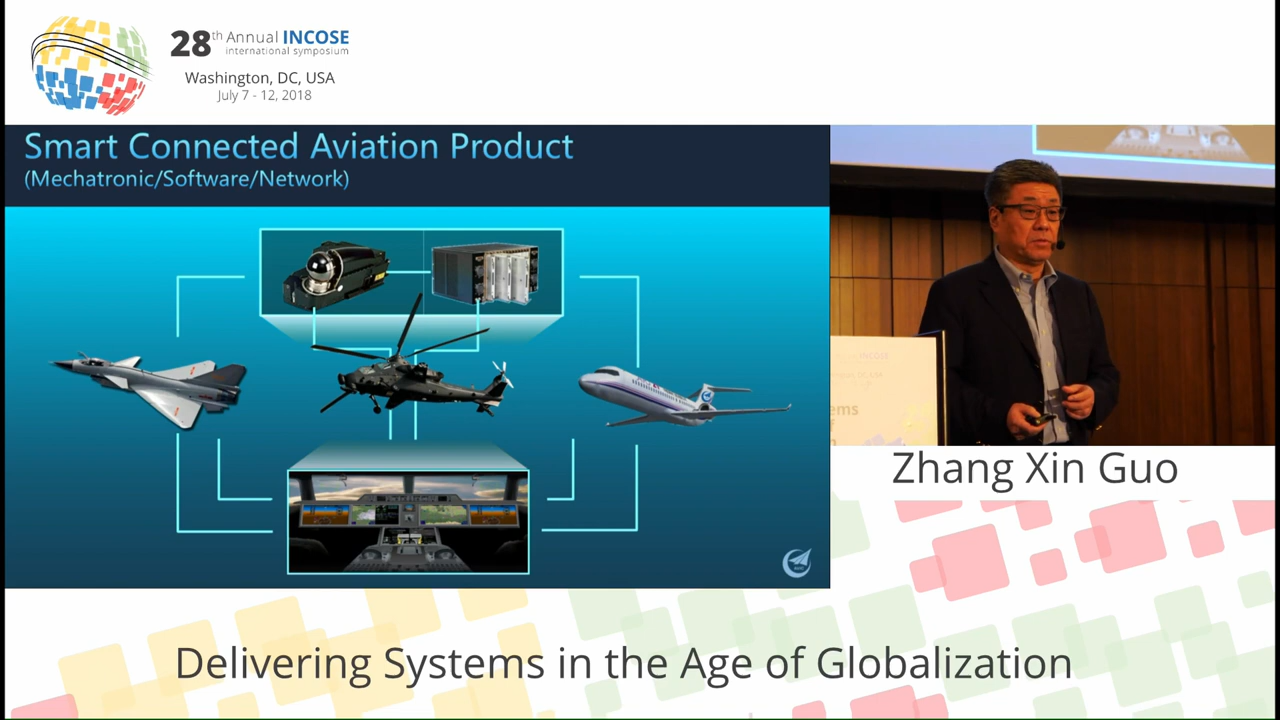 28th Annual INCOSE
international symposium
Washington, DC, USA
July 7 - 12, 2018
Smart Connected Aviation Product
(Mechatronic/Software/Network)
INCOSE
Zhang Xin Guo
Delivering Systems in the Age of Globalization